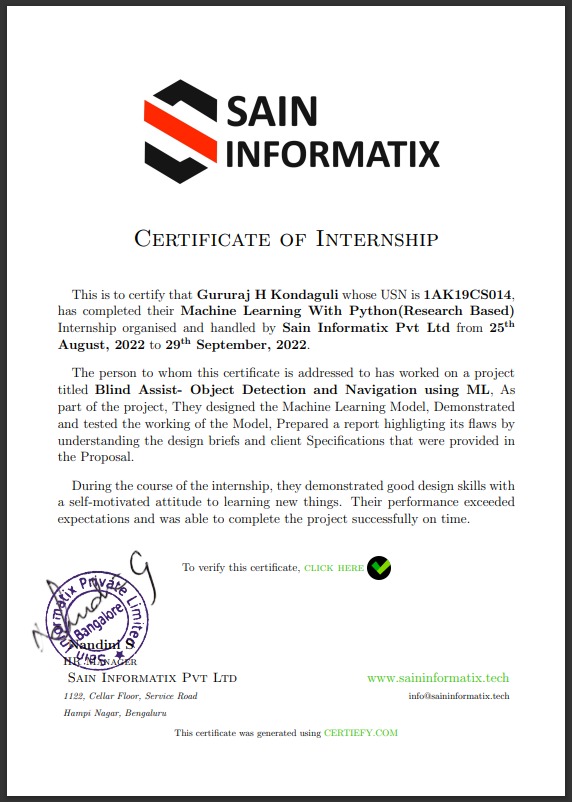 SAIN
INFORMATIX
Certificate of Internship
This is to certify that Gururaj H Kondaguli whose USN is 1AK19CS014,
has completed their Machine Learning With Python(Research Based)
Internship organised and handled by Sain Informatix Pvt Ltd from 25th
August, 2022 to 29th September, 2022.
The person to whom this certificate is addressed to has worked on a project
titled Blind Assist- Object Detection and Navigation using ML, As
part of the project, They designed the Machine Learning Model, Demonstrated
and tested the working of the Model, Prepared a report highligting its flaws by
understanding the design briefs and client Specifications that were provided in
the Proposal.
During the course of the internship, they demonstrated good design skills with
a self-motivated attitude to learning new things. Their performance exceeded
expectations and was able to complete the project successfully on time.
To verify this certificate, CLICK HERE
Sain Informatix Private Limited
Bangalore
Nandini S
HR Manager
Sain Informatix Pvt Ltd
1122, Cellar Floor, Service Road
Hampi Nagar, Bengaluru
www.saininformatix.tech
info@saininformatix.tech
This certificate was generated using CERTIEFY.COM